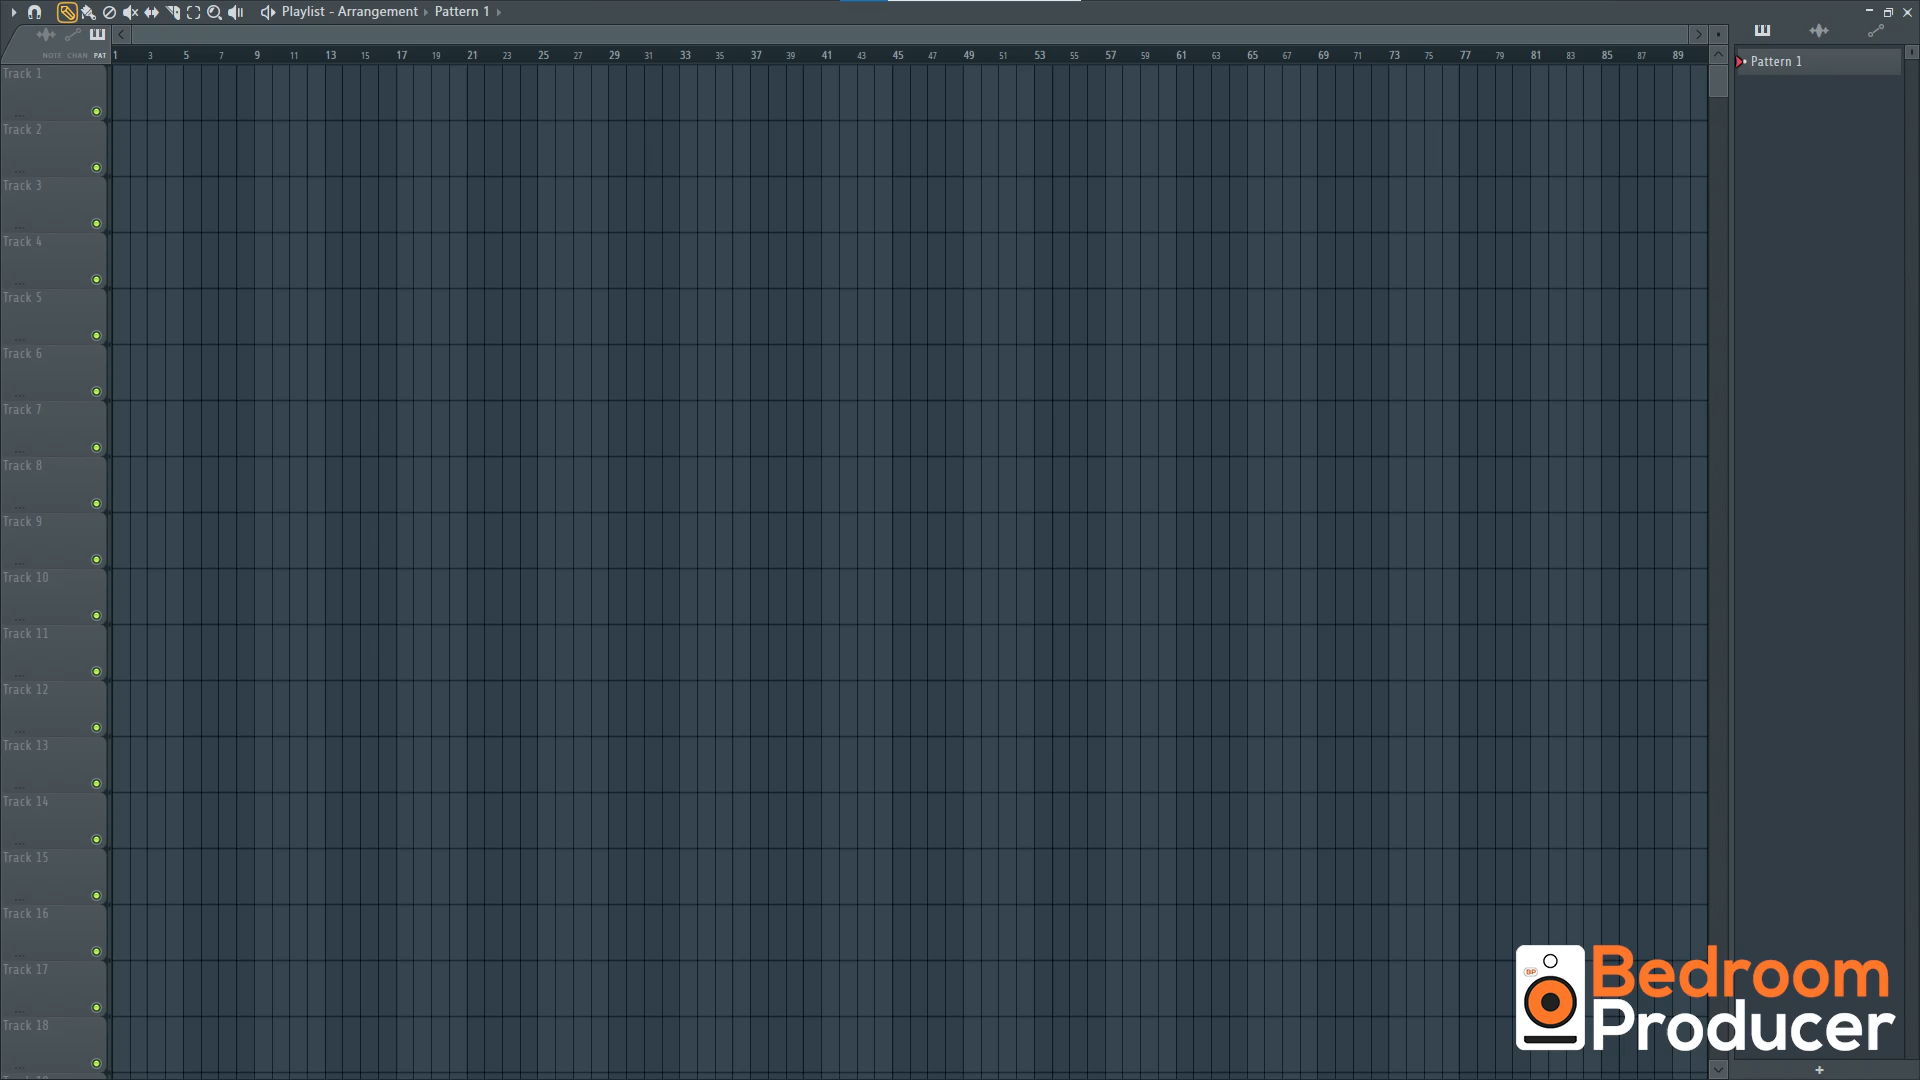 Playlist - Arrangement › Pattern 1 ›
NOTE CHAN PAT
1 3 5 7 9 11 13 15 17 19 21 23 25 27 29 31 33 35 37 39 41 43 45 47 49 51 53 55 57 59 61 63 65 67 69 71 73 75 77 79 81 83 85 87 89
Pattern 1
Track 1
Track 2
Track 3
Track 4
Track 5
Track 6
Track 7
Track 8
Track 9
Track 10
Track 11
Track 12
Track 13
Track 14
Track 15
Track 16
Track 17
Track 18
BP
Bedroom
Producer